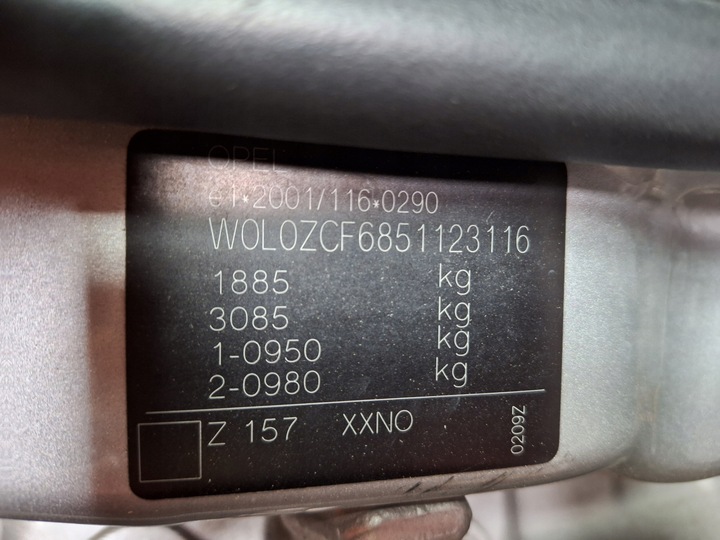 OPEL
e1*2001/116*0290
W0L0ZCF6851123116
1885 kg
3085 kg
1-0950 kg
2-0980 kg
Z 157 XXNO
0209Z